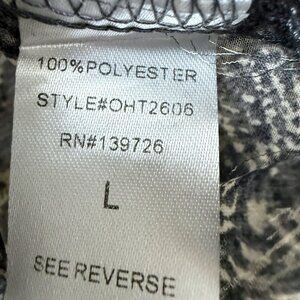 100%POLYESTER
STYLE#OHT2606
RN#139726
L
SEE REVERSE